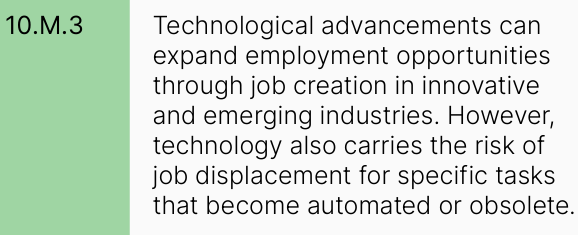 10.M.3
Technological advancements can
expand employment opportunities
through job creation in innovative
and emerging industries. However,
technology also carries the risk of
job displacement for specific tasks
that become automated or obsolete.